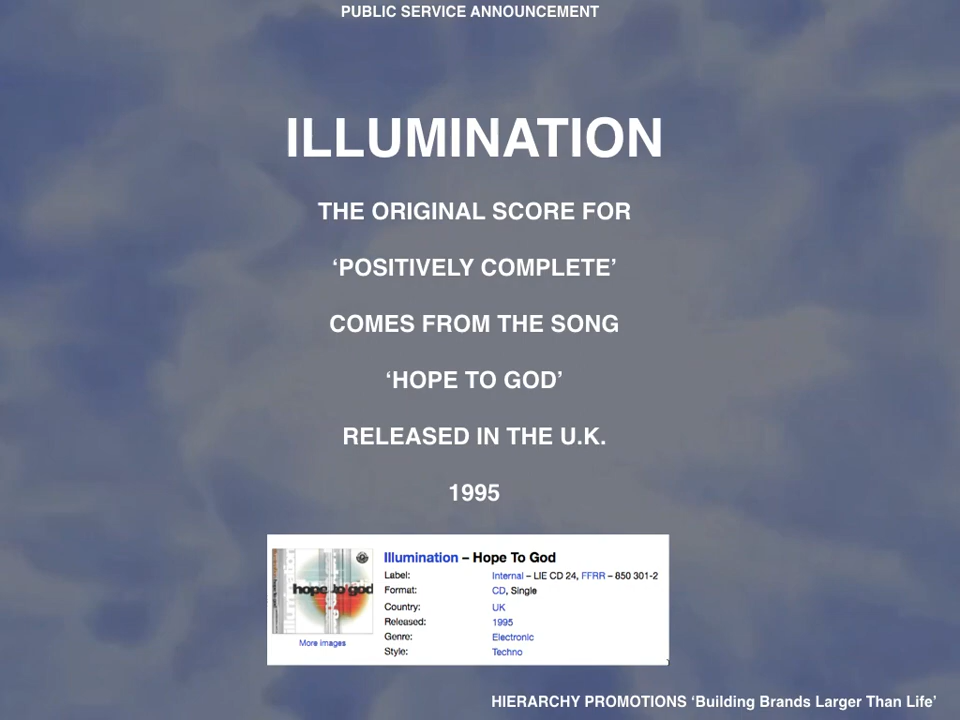 PUBLIC SERVICE ANNOUNCEMENT
ILLUMINATION
THE ORIGINAL SCORE FOR
‘POSITIVELY COMPLETE’
COMES FROM THE SONG
‘HOPE TO GOD’
RELEASED IN THE U.K.
1995
hope to god
Illumination – Hope To God
Label: Internal – LIE CD 24, FFRR – 850 301-2
Format: CD, Single
Country: UK
Released: 1995
Genre: Electronic
Style: Techno
More images
HIERARCHY PROMOTIONS ‘Building Brands Larger Than Life’